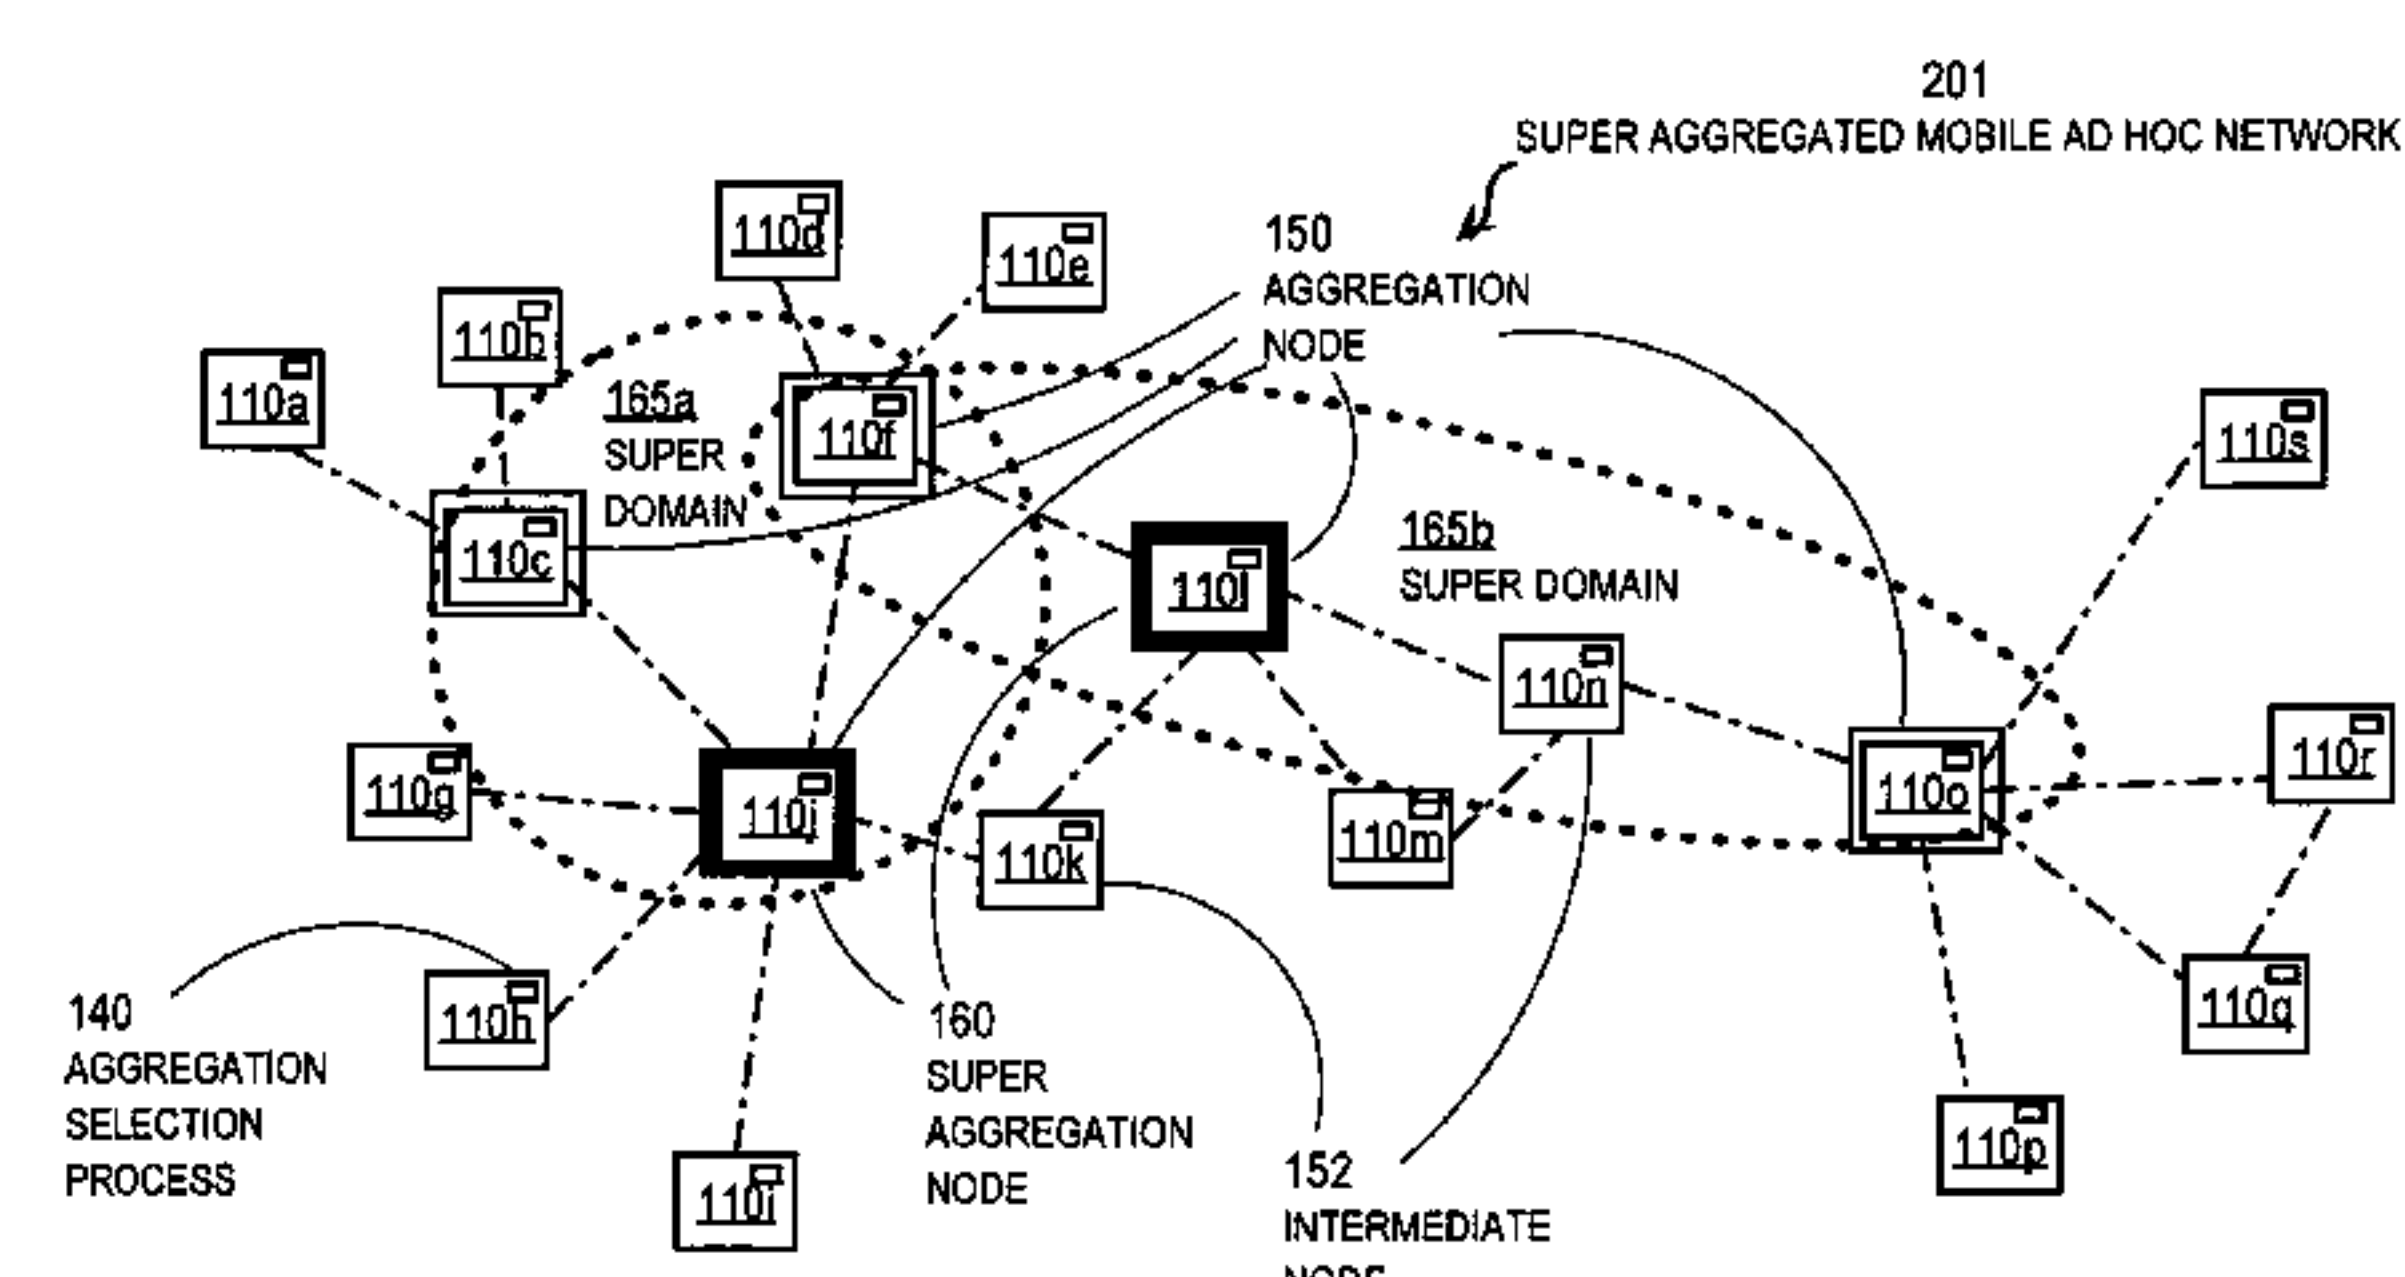 201
SUPER AGGREGATED MOBILE AD HOC NETWORK
110d
110e
150
AGGREGATION
NODE
110b
110a
165a
SUPER
DOMAIN
110f
110s
110c
165b
SUPER DOMAIN
110l
110n
110g
110j
110k
110m
110o
110r
110h
110q
140
AGGREGATION
SELECTION
PROCESS
160
SUPER
AGGREGATION
NODE
110i
152
INTERMEDIATE
NODE
110p